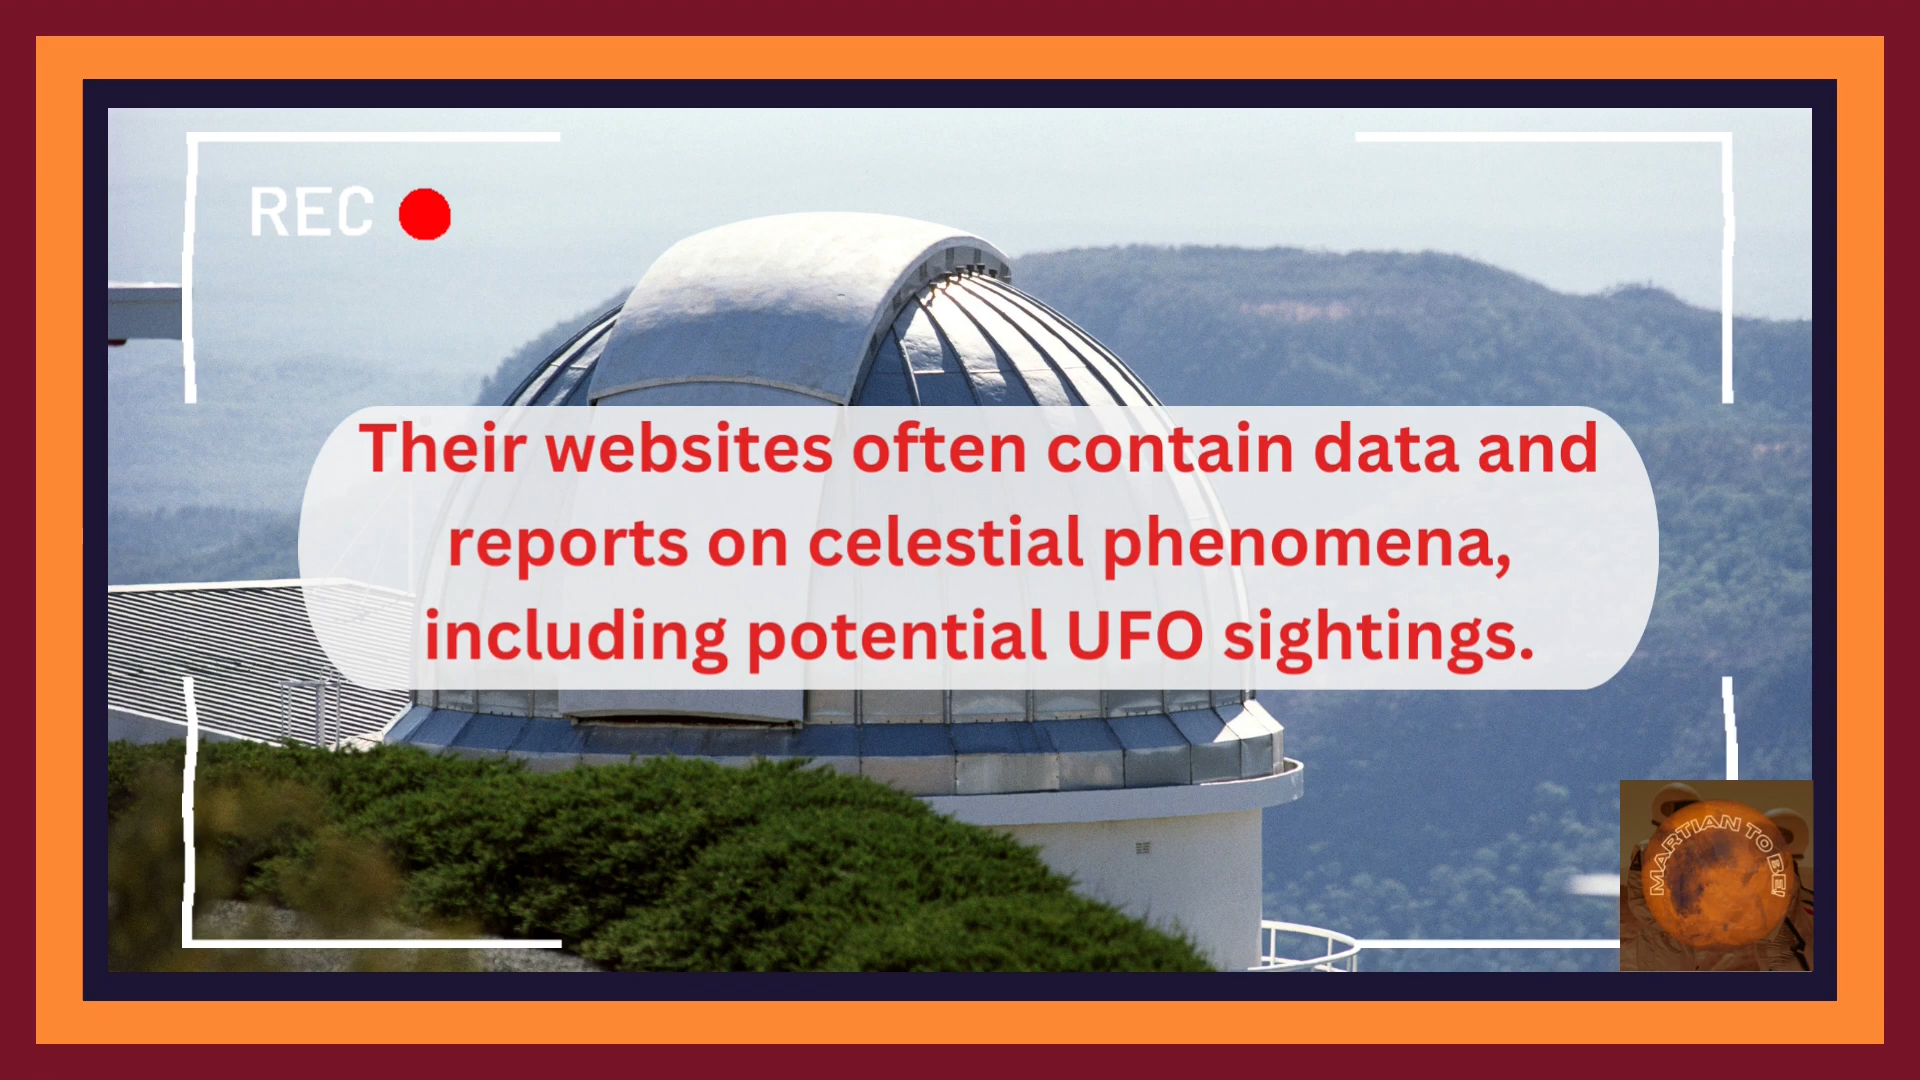 REC
Their websites often contain data and
reports on celestial phenomena,
including potential UFO sightings.
MARTIAN TO BE!